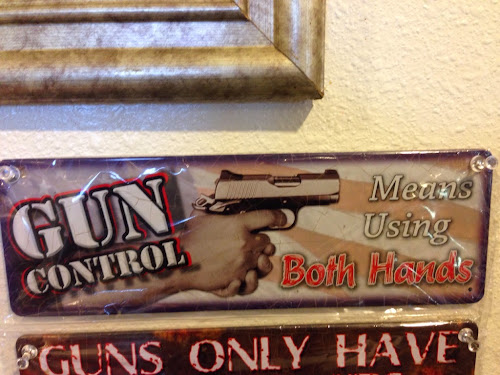 GUN
CONTROL
Means
Using
Both Hands
GUNS ONLY HAVE